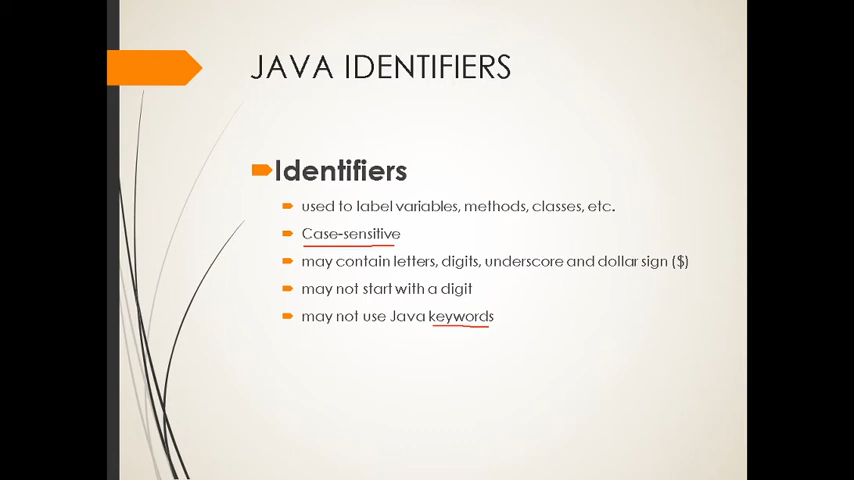 JAVA IDENTIFIERS
Identifiers
used to label variables, methods, classes, etc.
Case-sensitive
may contain letters, digits, underscore and dollar sign ($)
may not start with a digit
may not use Java keywords